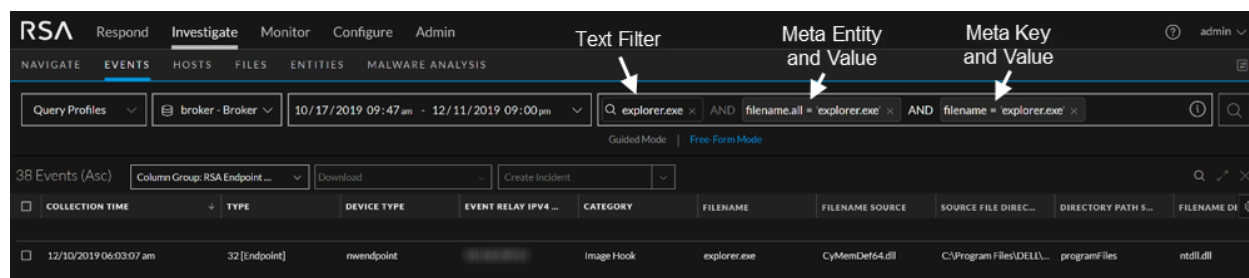 RSA Respond Investigate Monitor Configure Admin Text Filter Meta Entity and Value Meta Key and Value admin
NAVIGATE EVENTS HOSTS FILES ENTITIES MALWARE ANALYSIS
Query Profiles broker - Broker 10/17/2019 09:47 am - 12/11/2019 09:00 pm explorer.exe × AND filename.all = 'explorer.exe' × AND filename = 'explorer.exe' ×
Guided Mode | Free-Form Mode
38 Events (Asc) Column Group: RSA Endpoint ... Download Create Incident
COLLECTION TIME TYPE DEVICE TYPE EVENT RELAY IPV4 ... CATEGORY FILENAME FILENAME SOURCE SOURCE FILE DIREC... DIRECTORY PATH S... FILENAME DE
12/10/2019 06:03:07 am 32 [Endpoint] nwendpoint Image Hook explorer.exe CyMemDef64.dll C:\Program Files\DELL\... programFiles ntdll.dll